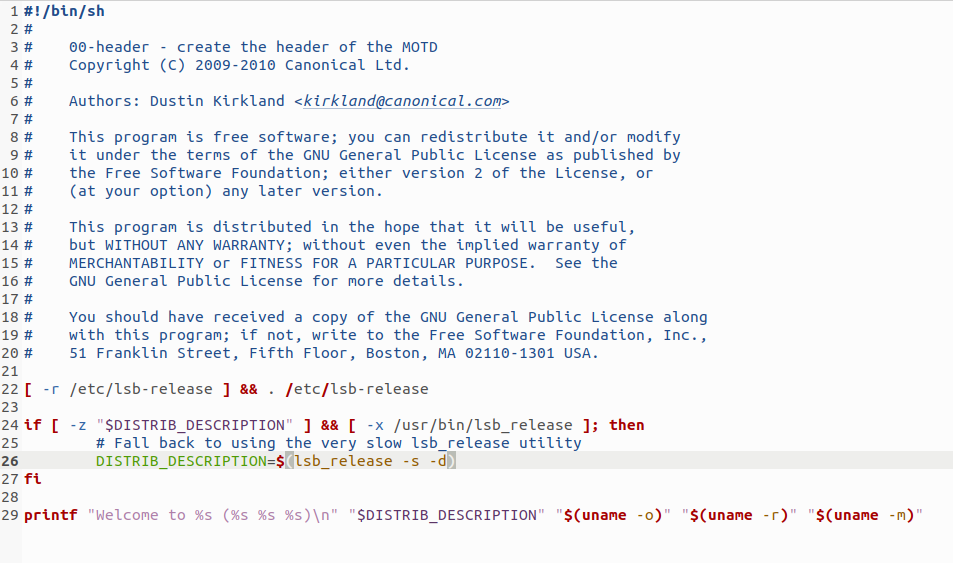 1 #!/bin/sh
2 #
3 #    00-header - create the header of the MOTD
4 #    Copyright (C) 2009-2010 Canonical Ltd.
5 #
6 #    Authors: Dustin Kirkland <kirkland@canonical.com>
7 #
8 #    This program is free software; you can redistribute it and/or modify
9 #    it under the terms of the GNU General Public License as published by
10 #    the Free Software Foundation; either version 2 of the License, or
11 #    (at your option) any later version.
12 #
13 #    This program is distributed in the hope that it will be useful,
14 #    but WITHOUT ANY WARRANTY; without even the implied warranty of
15 #    MERCHANTABILITY or FITNESS FOR A PARTICULAR PURPOSE.  See the
16 #    GNU General Public License for more details.
17 #
18 #    You should have received a copy of the GNU General Public License along
19 #    with this program; if not, write to the Free Software Foundation, Inc.,
20 #    51 Franklin Street, Fifth Floor, Boston, MA 02110-1301 USA.
21
22 [ -r /etc/lsb-release ] && . /etc/lsb-release
23
24 if [ -z "$DISTRIB_DESCRIPTION" ] && [ -x /usr/bin/lsb_release ]; then
25         # Fall back to using the very slow lsb_release utility
26         DISTRIB_DESCRIPTION=$(lsb_release -s -d)
27 fi
28
29 printf "Welcome to %s (%s %s %s)\n" "$DISTRIB_DESCRIPTION" "$(uname -o)" "$(uname -r)" "$(uname -m)"